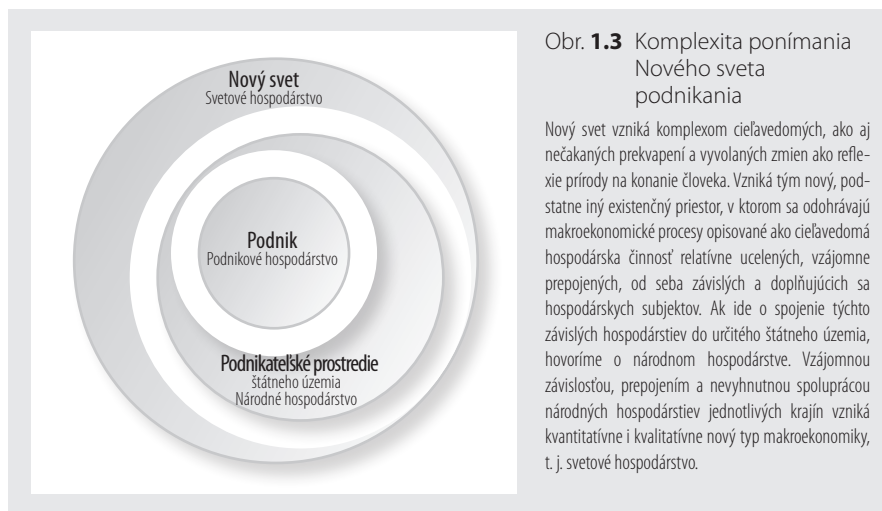 Nový svet
Svetové hospodárstvo
Podnik
Podnikové hospodárstvo
Podnikateľské prostredie
štátneho územia
Národné hospodárstvo
Obr. 1.3 Komplexita ponímania
Nového sveta
podnikania
Nový svet vzniká komplexom cieľavedomých, ako aj
nečakaných prekvapení a vyvolaných zmien ako refle-
xie prírody na konanie človeka. Vzniká tým nový, pod-
statne iný existenčný priestor, v ktorom sa odohrávajú
makroekonomické procesy opisované ako cieľavedomá
hospodárska činnosť relatívne ucelených, vzájomne
prepojených, od seba závislých a doplňujúcich sa
hospodárskych subjektov. Ak ide o spojenie týchto
závislých hospodárstiev do určitého štátneho územia,
hovoríme o národnom hospodárstve. Vzájomnou
závislosťou, prepojením a nevyhnutnou spoluprácou
národných hospodárstiev jednotlivých krajín vzniká
kvantitatívne i kvalitatívne nový typ makroekonomiky,
t. j. svetové hospodárstvo.